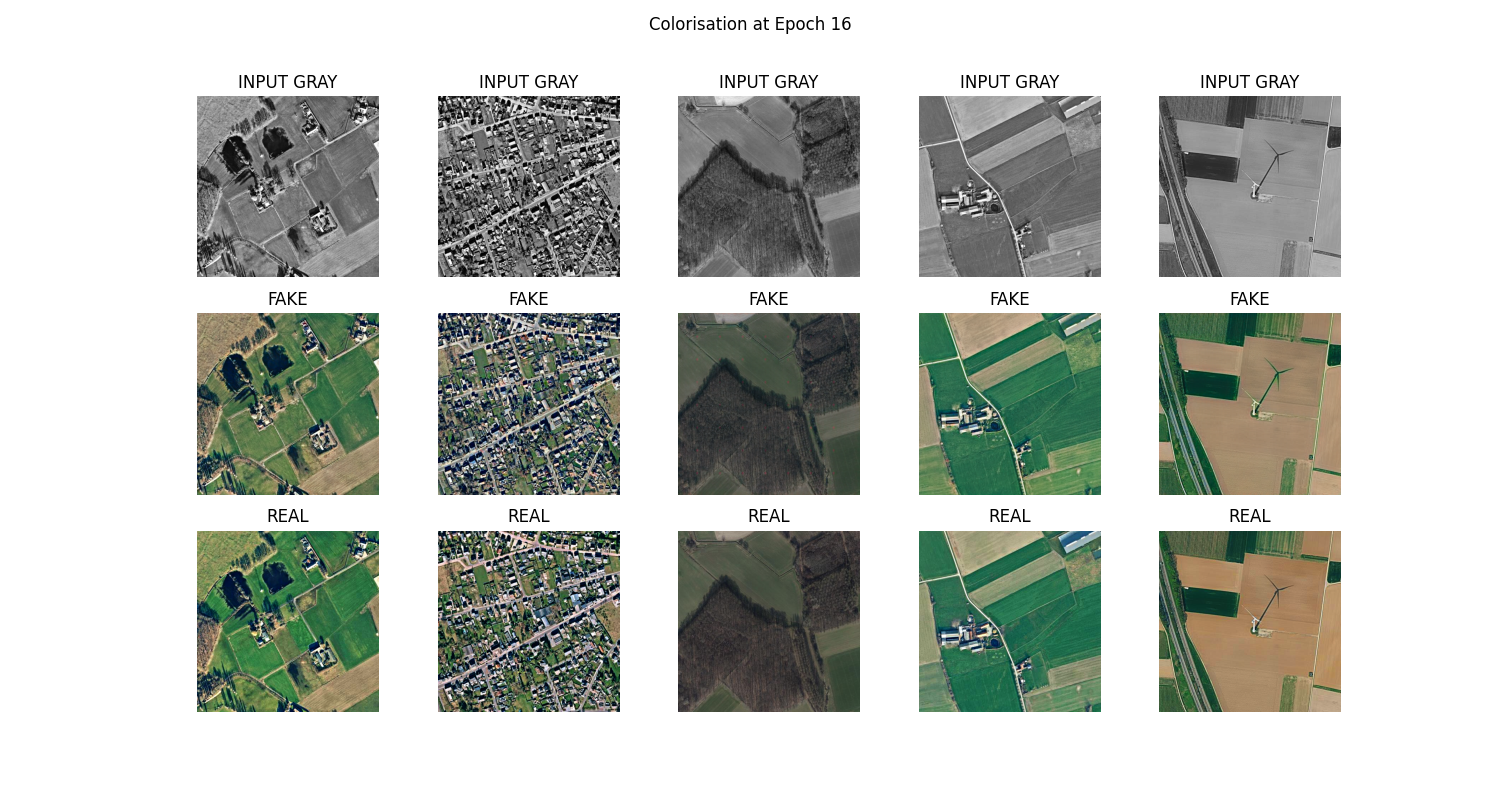 Colorisation at Epoch 16
INPUT GRAY INPUT GRAY INPUT GRAY INPUT GRAY INPUT GRAY
FAKE FAKE FAKE FAKE FAKE
REAL REAL REAL REAL REAL